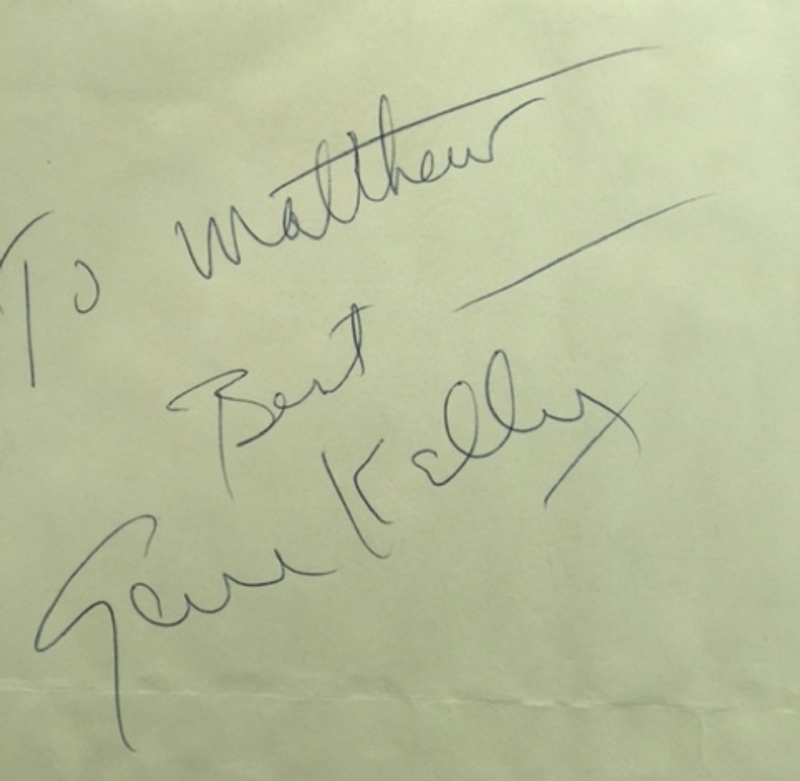 To Matthew
Best —
Gene Kelly